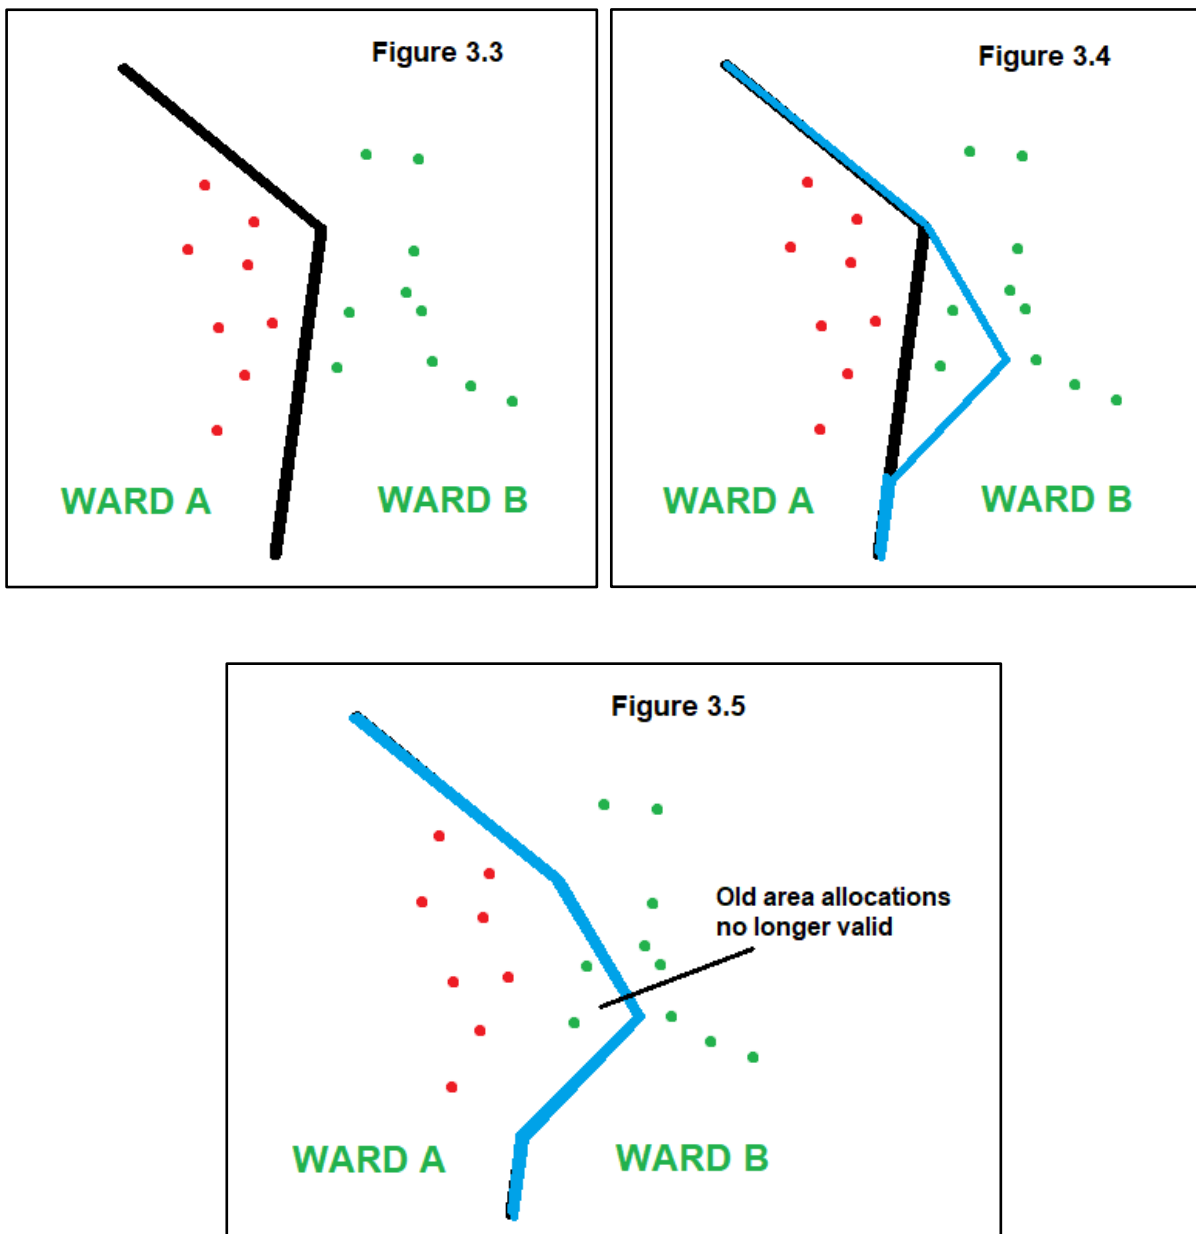 Figure 3.3
WARD A
WARD B
Figure 3.4
WARD A
WARD B
Figure 3.5
Old area allocations
no longer valid
WARD A
WARD B